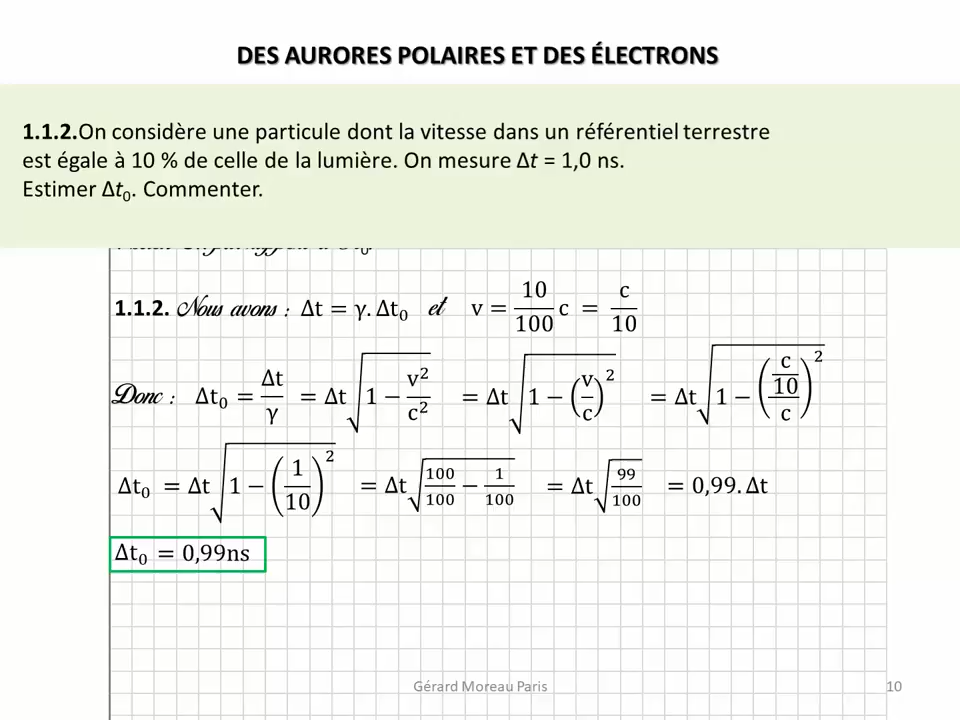 DES AURORES POLAIRES ET DES ÉLECTRONS
1.1.2.On considère une particule dont la vitesse dans un référentiel terrestre
est égale à 10 % de celle de la lumière. On mesure Δt = 1,0 ns.
Estimer Δt₀. Commenter.
1.1.2. Nous avons : Δt = γ. Δt₀ et v = 10/100 c = c/10
Donc : Δt₀ = Δt/γ = Δt √(1 − v²/c²) = Δt √(1 − (v/c)²) = Δt √(1 − ((c/10)/c)²)
Δt₀ = Δt √(1 − (1/10)²) = Δt √(100/100 − 1/100) = Δt √(99/100) = 0,99. Δt
Δt₀ = 0,99ns
Gérard Moreau Paris
10